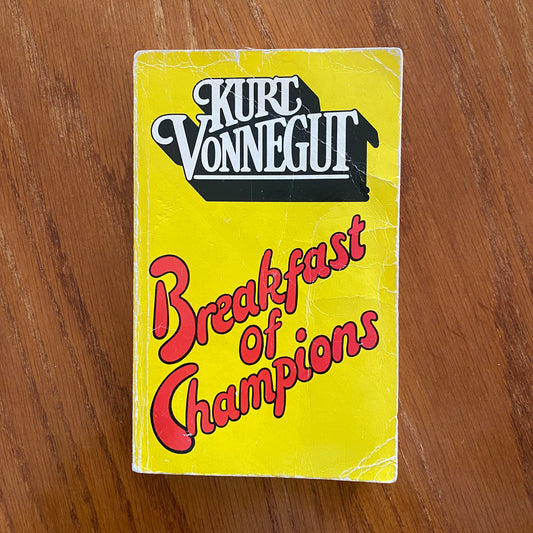 KURT
VONNEGUT
Breakfast
of
Champions